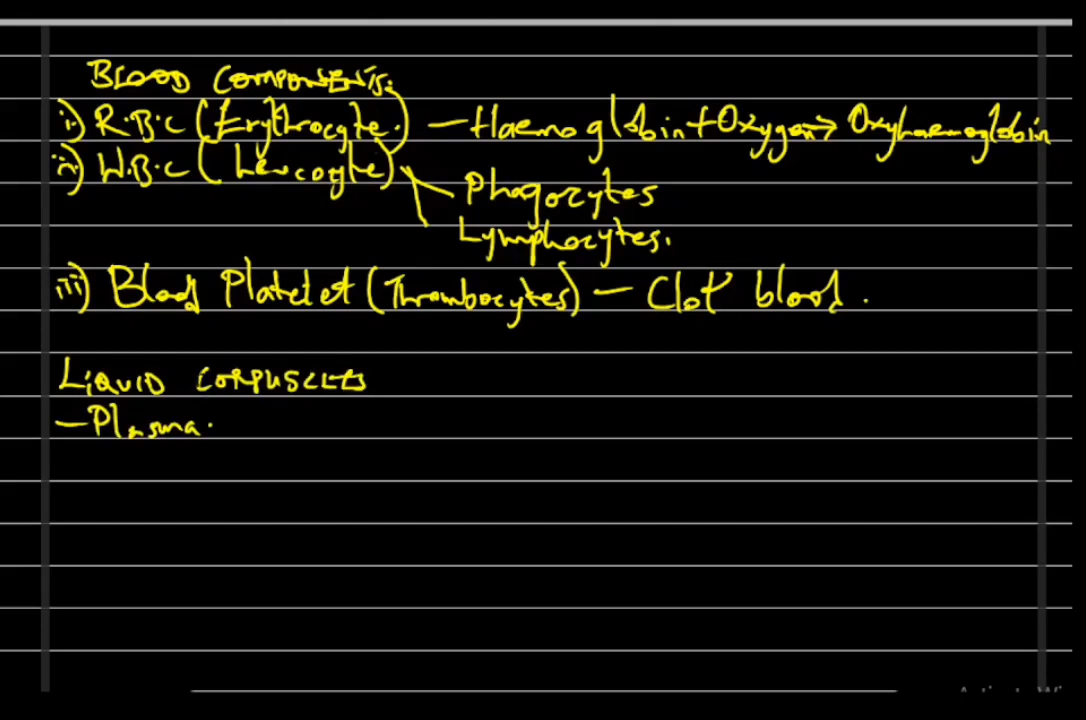 BLOOD COMPONENTS.
i) R.B.C (Erythrocyte.) — Haemoglobin + Oxygen → Oxyhaemoglobin
ii) W.B.C (Leucocyte)
Phagocytes
Lymphocytes.
iii) Blood Platelet (Thrombocytes) — Clot blood.
LIQUID CORPUSCLES
— Plasma.